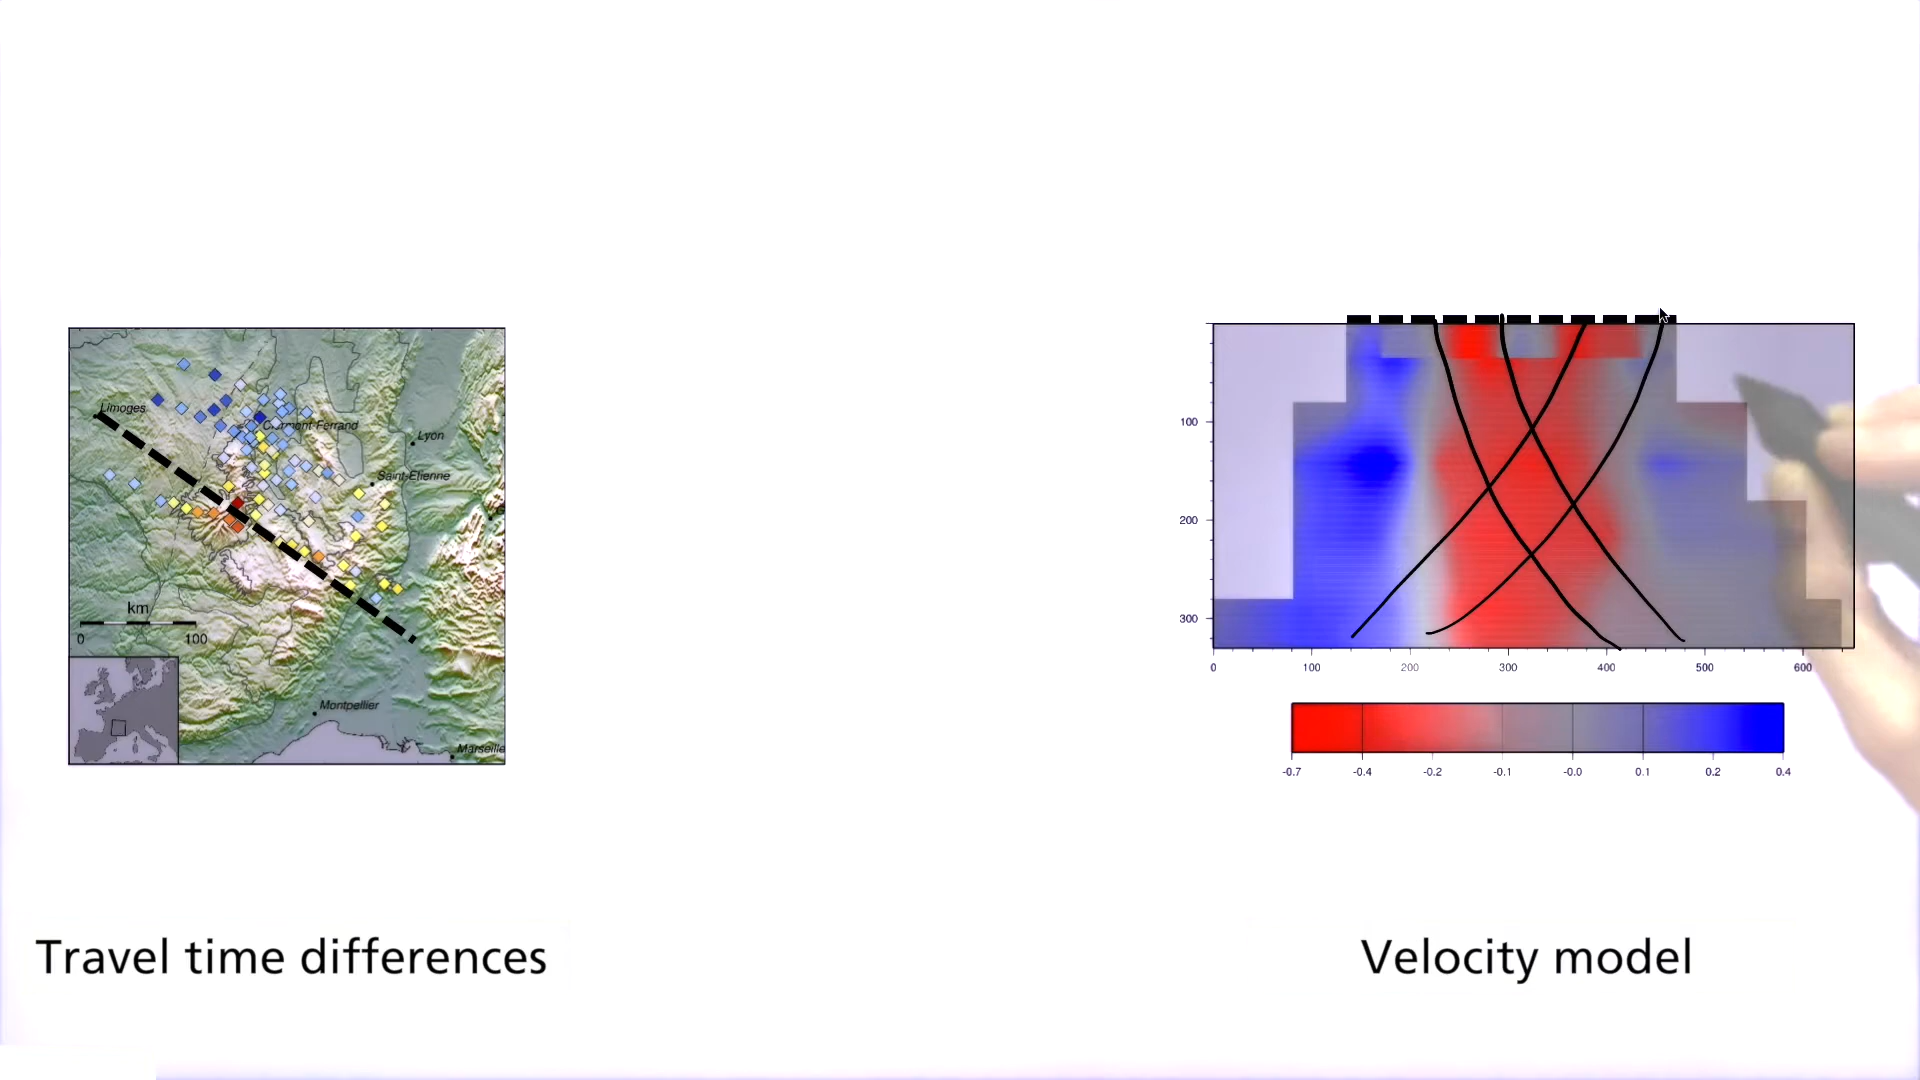 Limoges
Clermont-Ferrand
Lyon
Saint-Etienne
km
0 100
Montpellier
Marseille
100
200
300
0 100 200 300 400 500 600
-0.7 -0.4 -0.2 -0.1 -0.0 0.1 0.2 0.4
Travel time differences
Velocity model